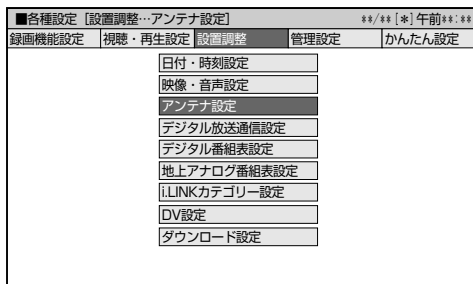 ■各種設定[設置調整…アンテナ設定] **/**[*]午前**:**
録画機能設定 視聴・再生設定 設置調整 管理設定 かんたん設定
日付・時刻設定
映像・音声設定
アンテナ設定
デジタル放送通信設定
デジタル番組表設定
地上アナログ番組表設定
i.LINKカテゴリー設定
DV設定
ダウンロード設定